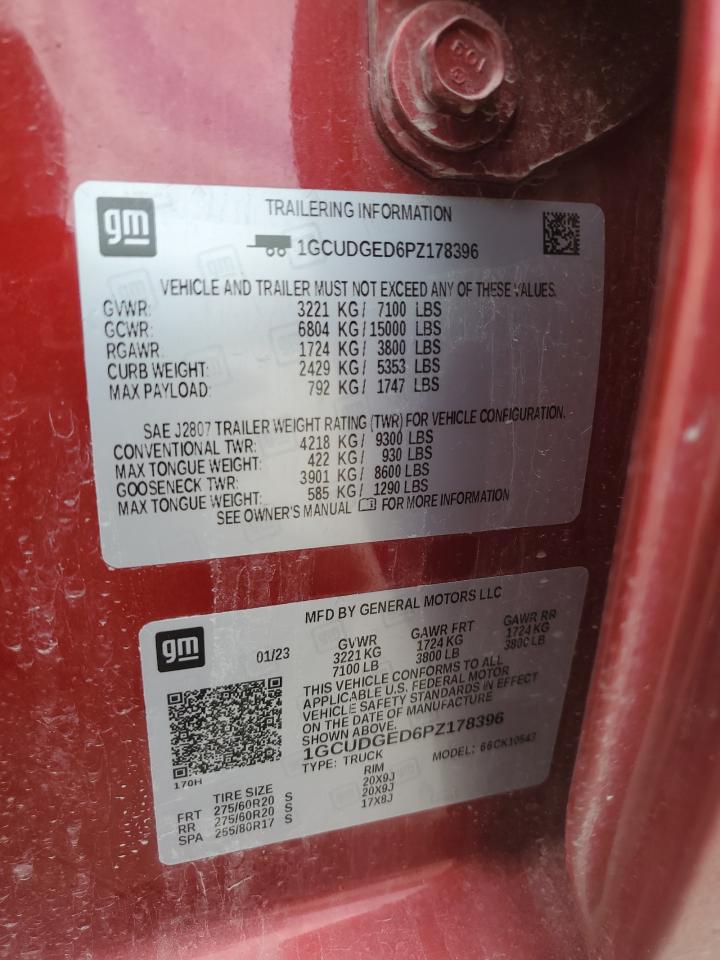 109
gm
TRAILERING INFORMATION
1GCUDGED6PZ178396
VEHICLE AND TRAILER MUST NOT EXCEED ANY OF THESE VALUES.
GVWR: 3221 KG / 7100 LBS
GCWR: 6804 KG / 15000 LBS
RGAWR: 1724 KG / 3800 LBS
CURB WEIGHT: 2429 KG / 5353 LBS
MAX PAYLOAD: 792 KG / 1747 LBS
SAE J2807 TRAILER WEIGHT RATING (TWR) FOR VEHICLE CONFIGURATION.
CONVENTIONAL TWR: 4218 KG / 9300 LBS
MAX TONGUE WEIGHT: 422 KG / 930 LBS
GOOSENECK TWR: 3901 KG / 8600 LBS
MAX TONGUE WEIGHT: 585 KG / 1290 LBS
SEE OWNER'S MANUAL FOR MORE INFORMATION
gm
MFD BY GENERAL MOTORS LLC
01/23 GVWR GAWR FRT GAWR RR
3221 KG 1724 KG 1724 KG
7100 LB 3800 LB 3800 LB
THIS VEHICLE CONFORMS TO ALL
APPLICABLE U.S. FEDERAL MOTOR
VEHICLE SAFETY STANDARDS IN EFFECT
ON THE DATE OF MANUFACTURE
SHOWN ABOVE.
1GCUDGED6PZ178396
TYPE: TRUCK MODEL: 66CK10543
170H
TIRE SIZE RIM
FRT 275/60R20 S 20X9J
RR 275/60R20 S 20X9J
SPA 255/80R17 S 17X8J